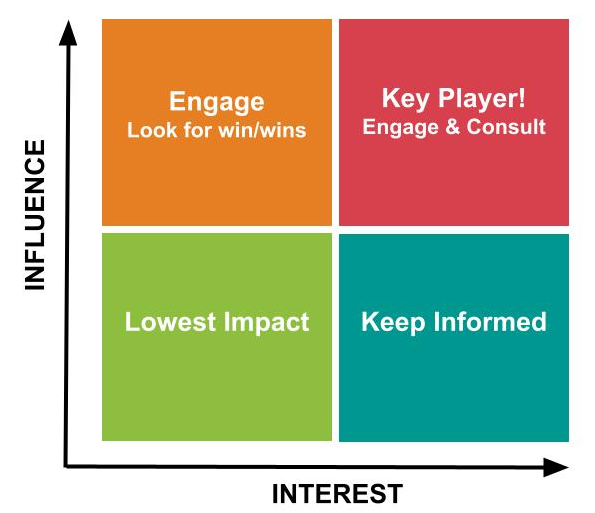 Engage
Look for win/wins
Key Player!
Engage & Consult
INFLUENCE
Lowest Impact
Keep Informed
INTEREST